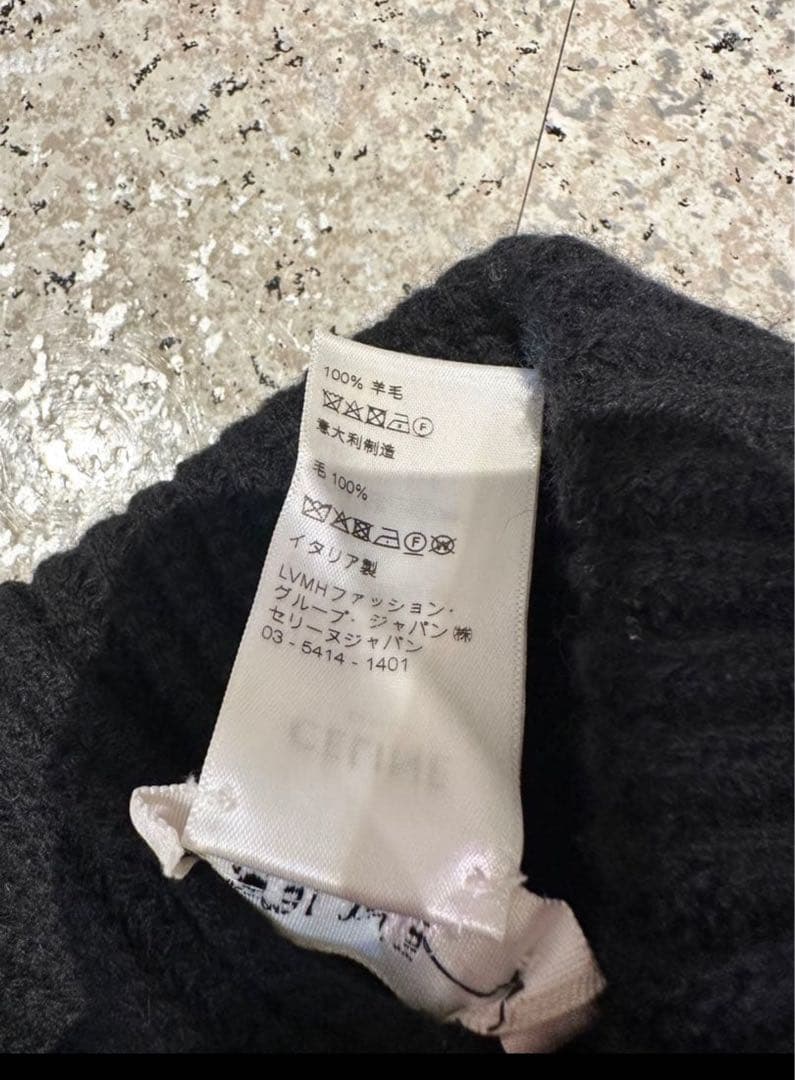 100% 羊毛
F
意大利制造
毛 100%
F W
イタリア製
LVMHファッション・
グループ・ジャパン㈱
セリーヌジャパン
03 - 5414 - 1401
CELINE